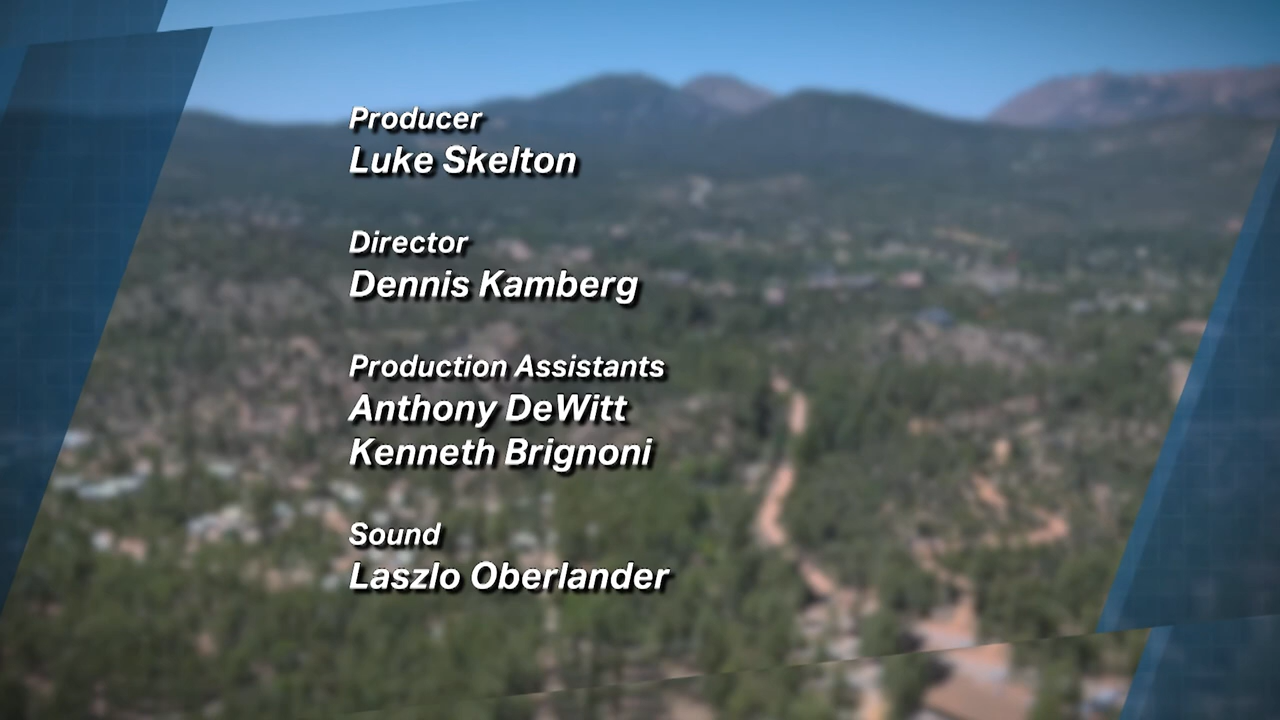 Producer
Luke Skelton
Director
Dennis Kamberg
Production Assistants
Anthony DeWitt
Kenneth Brignoni
Sound
Laszlo Oberlander